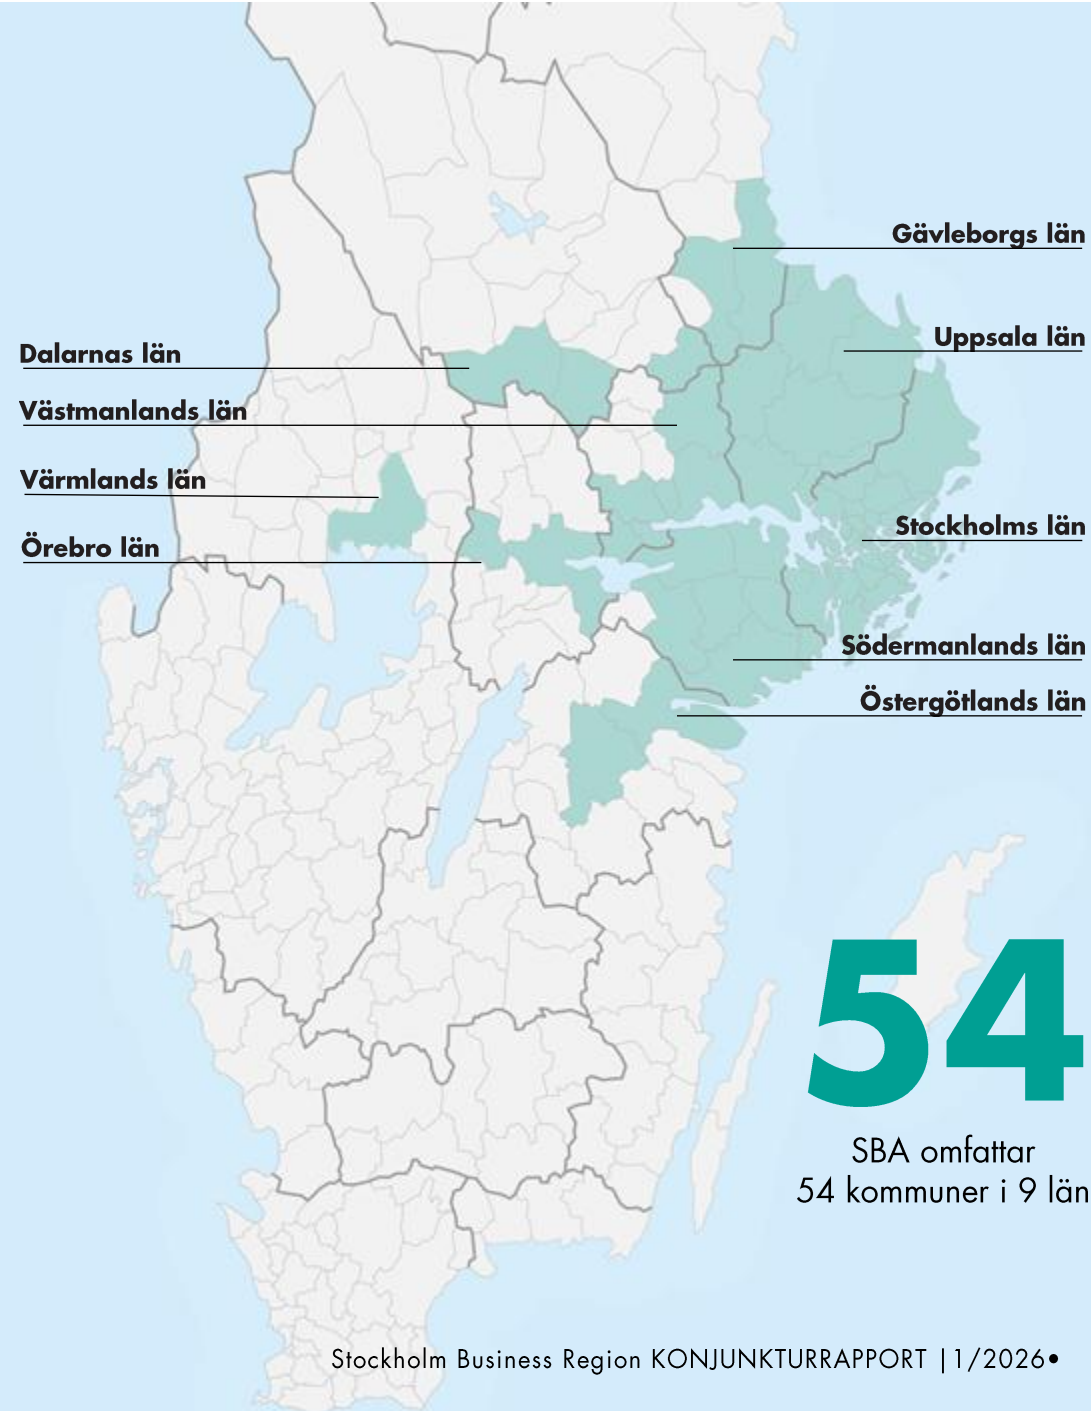 Gävleborgs län
Uppsala län
Dalarnas län
Västmanlands län
Värmlands län
Stockholms län
Örebro län
Södermanlands län
Östergötlands län
54
SBA omfattar
54 kommuner i 9 län
Stockholm Business Region KONJUNKTURRAPPORT |1/2026•